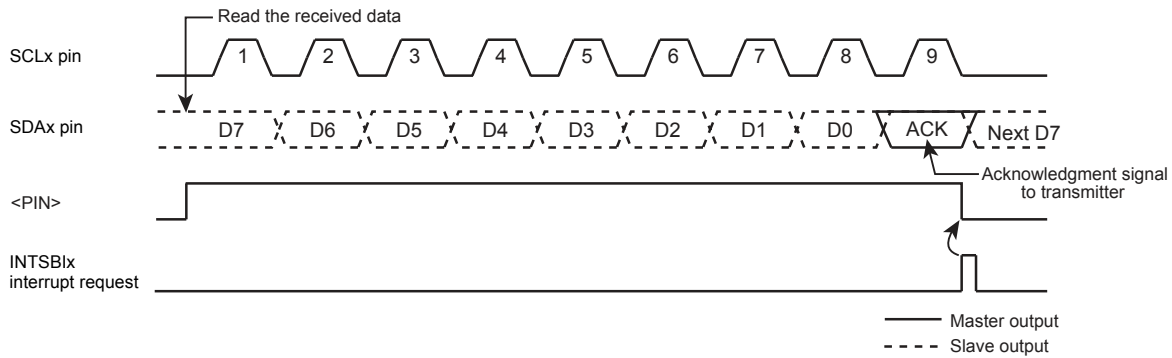 Read the received data
SCLx pin
1 2 3 4 5 6 7 8 9
SDAx pin
D7 D6 D5 D4 D3 D2 D1 D0 ACK Next D7
Acknowledgment signal
to transmitter
<PIN>
INTSBIx
interrupt request
Master output
Slave output